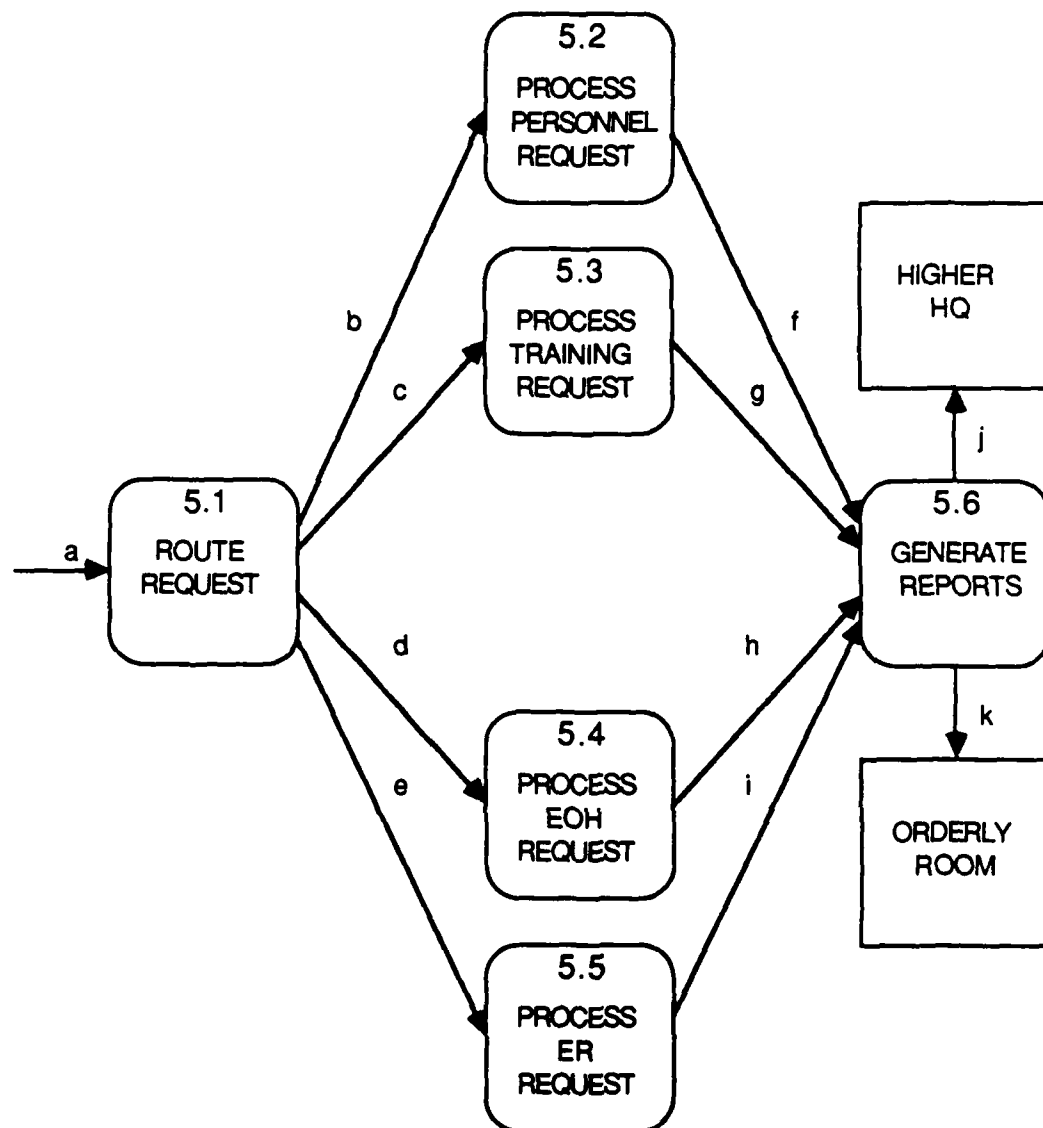 5.2
PROCESS
PERSONNEL
REQUEST
HIGHER
HQ
5.3
PROCESS
TRAINING
REQUEST
b
f
c
g
j
5.1
ROUTE
REQUEST
a
5.6
GENERATE
REPORTS
d
h
k
5.4
PROCESS
EOH
REQUEST
e
i
ORDERLY
ROOM
5.5
PROCESS
ER
REQUEST